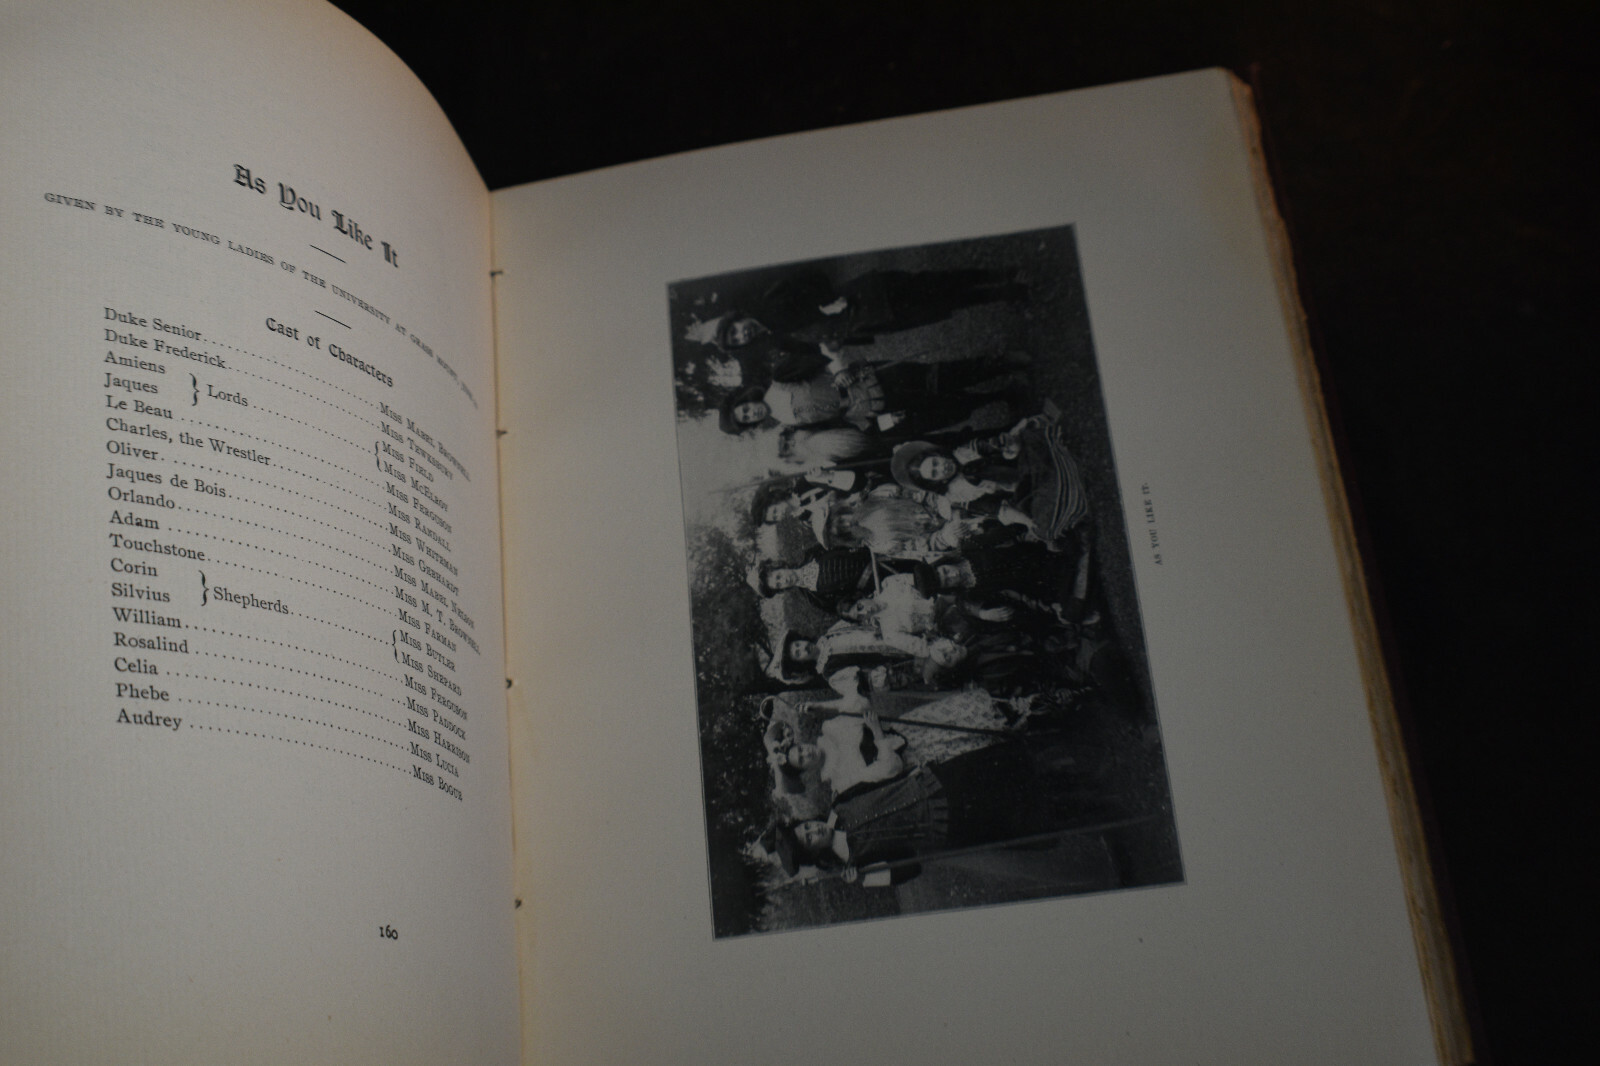 As You Like It
GIVEN BY THE YOUNG LADIES OF THE UNIVERSITY AT GRASS MOUNT,
Cast of Characters
Duke Senior........................MISS MABEL BROWNELL
Duke Frederick........................MISS TEWKSBURY
Amiens } Lords........................{ MISS FIELD
Jaques } { MISS MCELROY
Le Beau........................MISS FERGUSON
Charles, the Wrestler........................MISS RANDALL
Oliver........................MISS WHITEMAN
Jaques de Bois........................MISS GEBHARDT
Orlando........................MISS MABEL NELSON
Adam........................MISS M. T. BROWNELL
Touchstone........................MISS FARMAN
Corin } Shepherds........................{ MISS BUTLER
Silvius } { MISS SHEPARD
William........................MISS FERGUSON
Rosalind........................MISS PADDOCK
Celia........................MISS HARRISON
Phebe........................MISS LUCIA
Audrey........................MISS BOGUE
160
AS YOU LIKE IT.